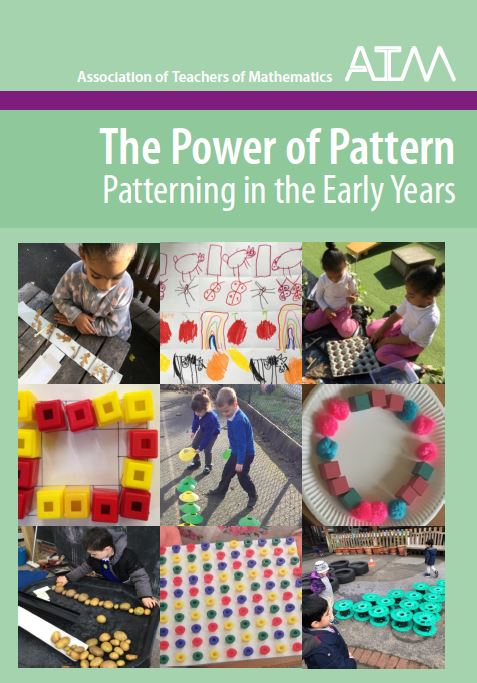 Association of Teachers of Mathematics ATM
The Power of Pattern
Patterning in the Early Years